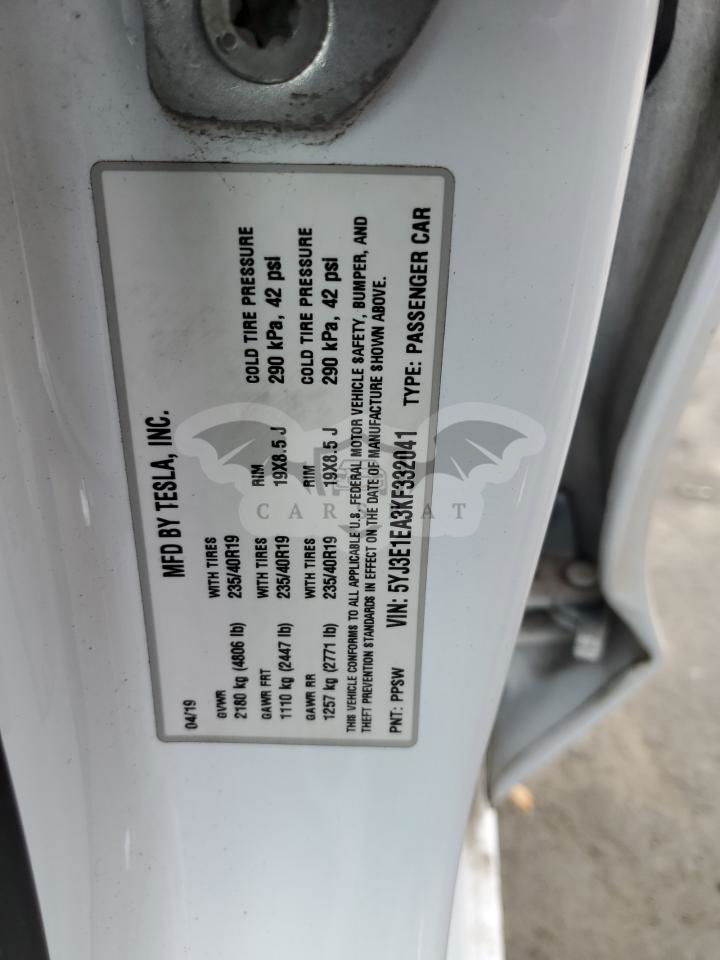 MFD BY TESLA, INC.
04/19
GVWR WITH TIRES RIM COLD TIRE PRESSURE
2180 kg (4806 lb) 235/40R19
GAWR FRT WITH TIRES RIM COLD TIRE PRESSURE
1110 kg (2447 lb) 235/40R19 19X8.5 J 290 kPa, 42 psi
GAWR RR WITH TIRES RIM COLD TIRE PRESSURE
1257 kg (2771 lb) 235/40R19 19X8.5 J 290 kPa, 42 psi
THIS VEHICLE CONFORMS TO ALL APPLICABLE U.S. FEDERAL MOTOR VEHICLE SAFETY, BUMPER, AND
THEFT PREVENTION STANDARDS IN EFFECT ON THE DATE OF MANUFACTURE SHOWN ABOVE.
PNT: PPSW VIN: 5YJ3E1EA3KF332041 TYPE: PASSENGER CAR